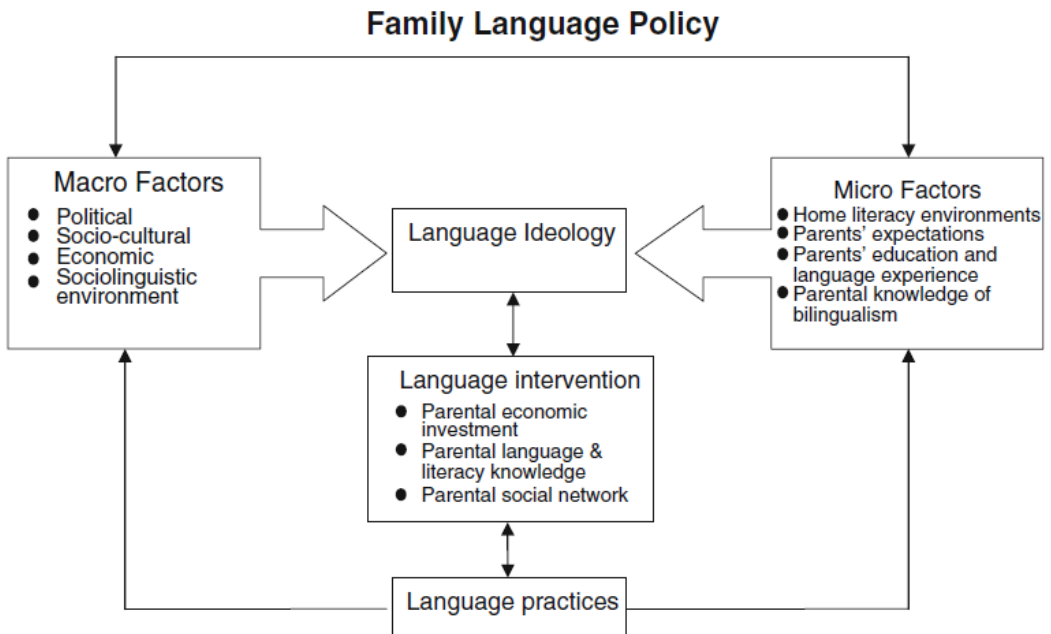 Family Language Policy
Macro Factors
● Political
● Socio-cultural
● Economic
● Sociolinguistic
environment
Language Ideology
Micro Factors
● Home literacy environments
● Parents’ expectations
● Parents’ education and
language experience
● Parental knowledge of
bilingualism
Language intervention
● Parental economic
investment
● Parental language &
literacy knowledge
● Parental social network
Language practices